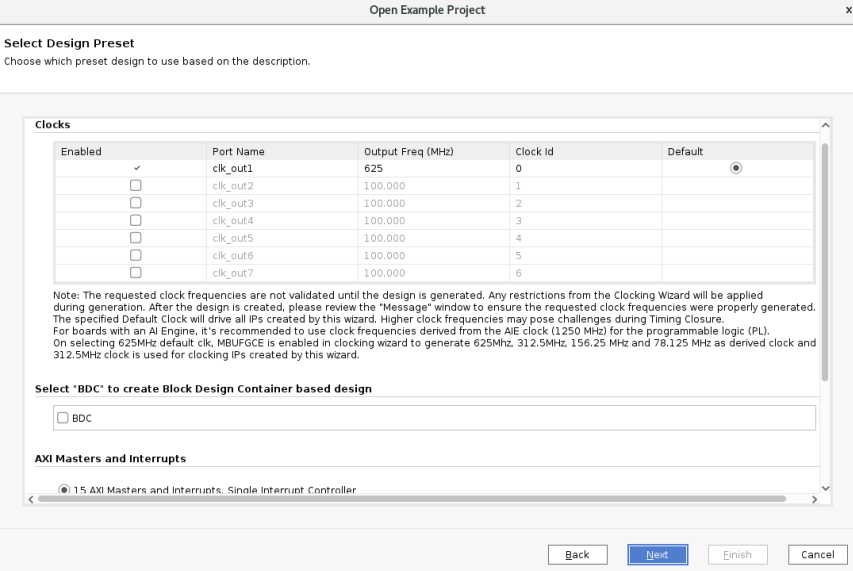 Open Example Project
x
Select Design Preset
Choose which preset design to use based on the description.
Clocks
Enabled Port Name Output Freq (MHz) Clock Id Default
clk_out1 625 0
clk_out2 100.000 1
clk_out3 100.000 2
clk_out4 100.000 3
clk_out5 100.000 4
clk_out6 100.000 5
clk_out7 100.000 6
Note: The requested clock frequencies are not validated until the design is generated. Any restrictions from the Clocking Wizard will be applied
during generation. After the design is created, please review the "Message" window to ensure the requested clock frequencies were properly generated.
The specified Default Clock will drive all IPs created by this wizard. Higher clock frequencies may pose challenges during Timing Closure.
For boards with an AI Engine, it's recommended to use clock frequencies derived from the AIE clock (1250 MHz) for the programmable logic (PL).
On selecting 625MHz default clk, MBUFGCE is enabled in clocking wizard to generate 625Mhz, 312.5MHz, 156.25 MHz and 78.125 MHz as derived clock and
312.5MHz clock is used for clocking IPs created by this wizard.
Select "BDC" to create Block Design Container based design
BDC
AXI Masters and Interrupts
15 AXI Masters and Interrupts, Single Interrupt Controller
Back Next Finish Cancel